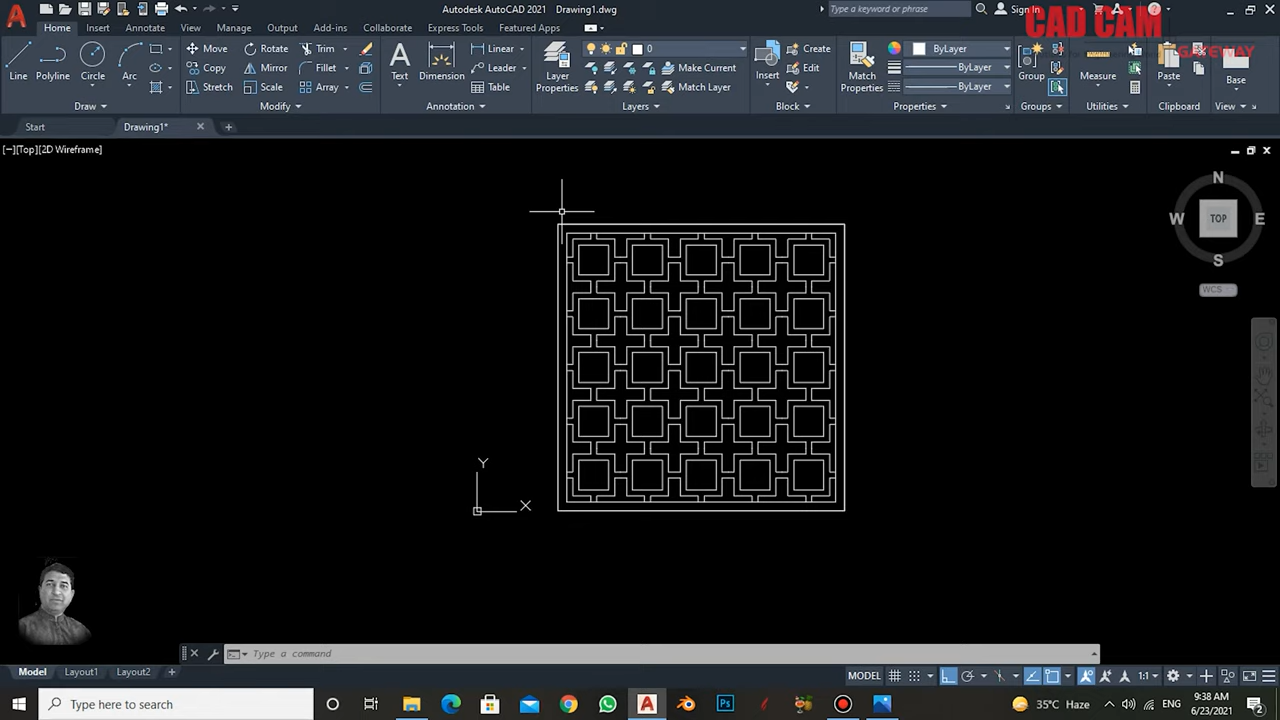 Autodesk AutoCAD 2021 Drawing1.dwg
Type a keyword or phrase
Sign In
CAD CAM
GATEWAY
Home Insert Annotate View Manage Output Add-ins Collaborate Express Tools Featured Apps
Line Polyline Circle Arc
Move Rotate Trim
Copy Mirror Fillet
Stretch Scale Array
Text Dimension
Linear
Leader
Table
Layer Properties
0
Make Current
Match Layer
Insert
Create
Edit
Match Properties
ByLayer
ByLayer
ByLayer
Group
Measure
Paste
Base
Draw Modify Annotation Layers Block Properties Groups Utilities Clipboard View
Start Drawing1*
[−][Top][2D Wireframe]
N
W TOP E
S
WCS
Y
X
Type a command
Model Layout1 Layout2
MODEL 1:1
Type here to search
35°C Haze
ENG
9:38 AM
6/23/2021
2